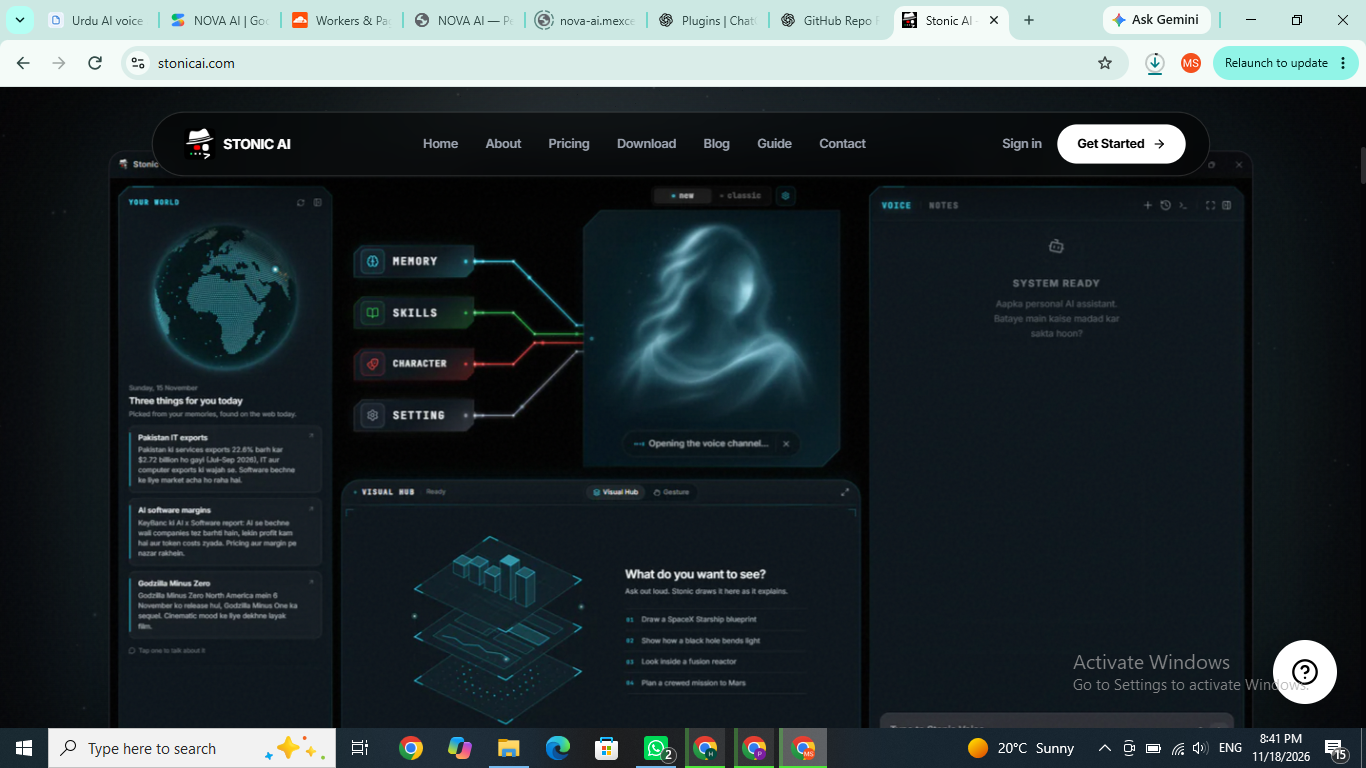 Urdu AI voice
NOVA AI | Goo
Workers & Pa
NOVA AI — Pe
nova-ai.mexce
Plugins | Chat
GitHub Repo
Stonic AI
Ask Gemini
stonicai.com
MS
Relaunch to update
STONIC AI
Home
About
Pricing
Download
Blog
Guide
Contact
Sign in
Get Started
Stonic
YOUR WORLD
new
classic
VOICE
NOTES
MEMORY
SKILLS
CHARACTER
SETTING
Opening the voice channel...
SYSTEM READY
Aapka personal AI assistant.
Bataye main kaise madad kar
sakta hoon?
Sunday, 15 November
Three things for you today
Picked from your memories, found on the web today.
Pakistan IT exports
Pakistan ki services exports 22.6% barh kar
$2.72 billion ho gayi (Jul–Sep 2026), IT aur
computer exports ki wajah se. Software bechne
ke liye market acha ho raha hai.
AI software margins
KeyBanc ki AI x Software report: AI se bechne
wali companies tez barhti hain, lekin profit kam
hai aur token costs zyada. Pricing aur margin pe
nazar rakhein.
Godzilla Minus Zero
Godzilla Minus Zero North America mein 6
November ko release hui, Godzilla Minus One ka
sequel. Cinematic mood ke liye dekhne layak
film.
Tap one to talk about it
VISUAL HUB
Ready
Visual Hub
Gesture
What do you want to see?
Ask out loud. Stonic draws it here as it explains.
01 Draw a SpaceX Starship blueprint
02 Show how a black hole bends light
03 Look inside a fusion reactor
04 Plan a crewed mission to Mars
Activate Windows
Go to Settings to activate Windows.
Type here to search
2
20°C Sunny
ENG
8:41 PM
11/18/2026
15